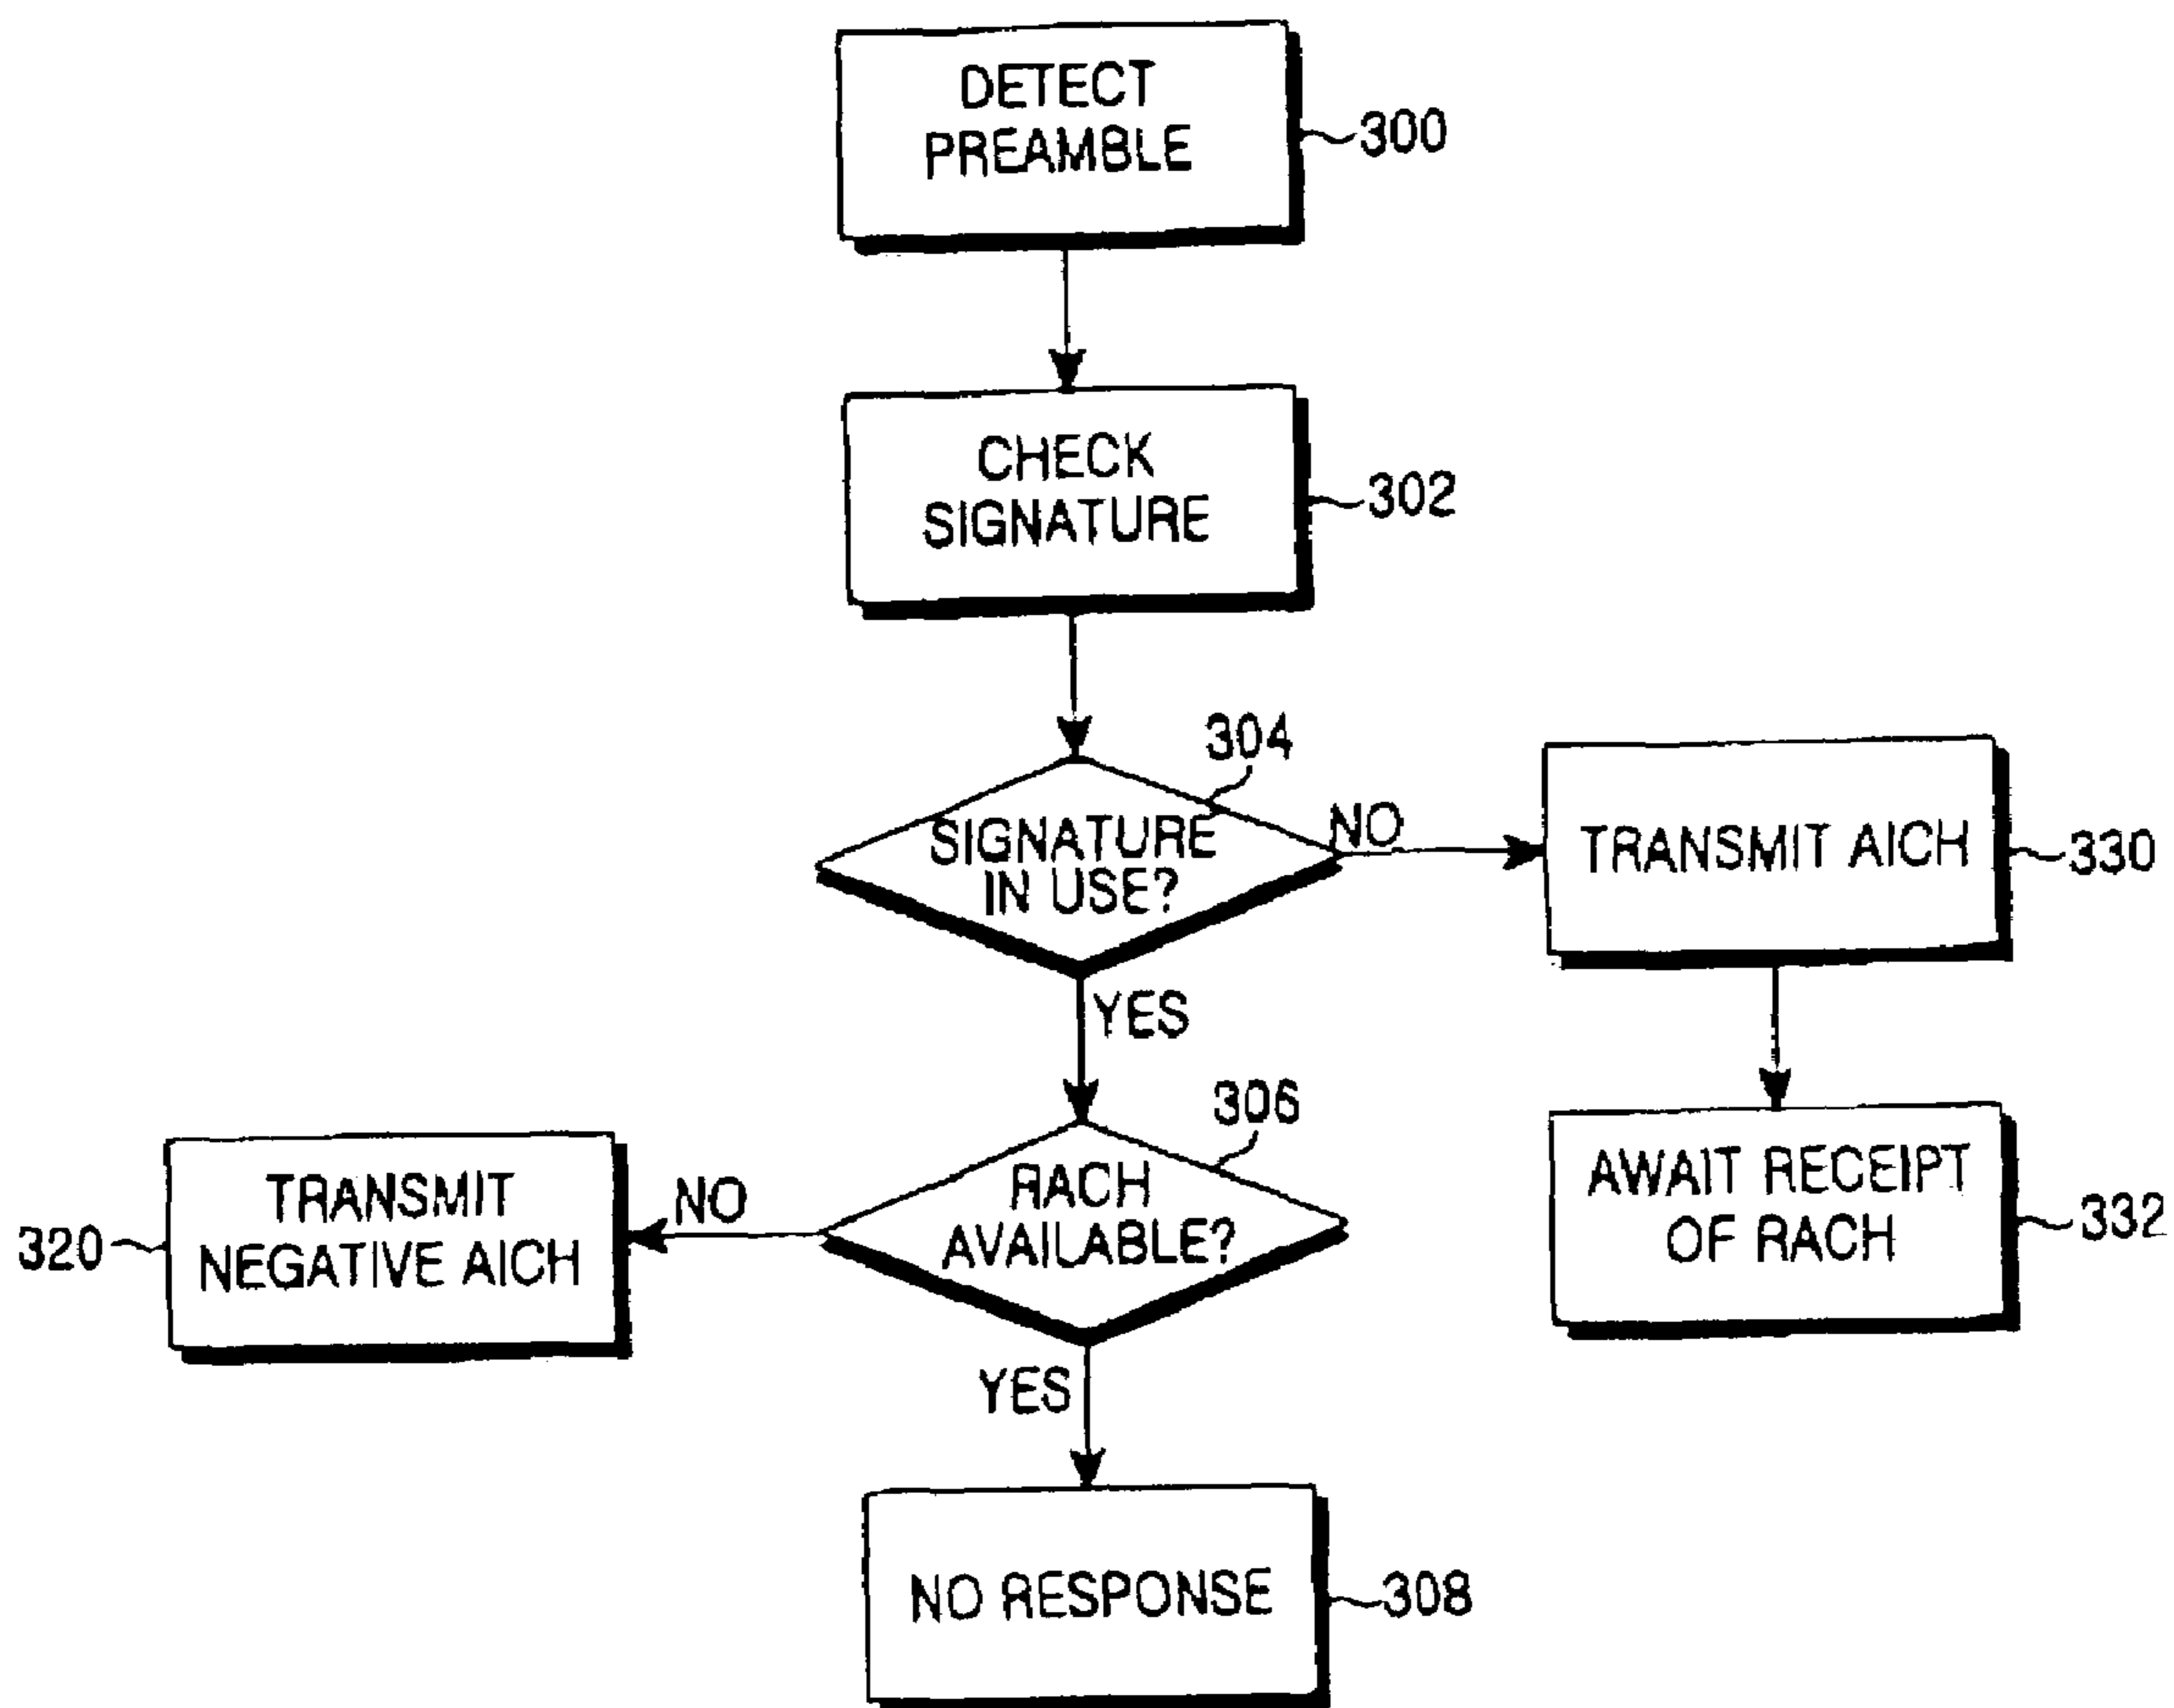 DETECT
PREAMBLE
300
CHECK
SIGNATURE
302
304
SIGNATURE
IN USE?
NO
TRANSMIT AICH
330
YES
306
RACH
AVAILABLE?
NO
TRANSMIT
NEGATIVE AICH
320
AWAIT RECEIPT
OF RACH
332
YES
NO RESPONSE
308